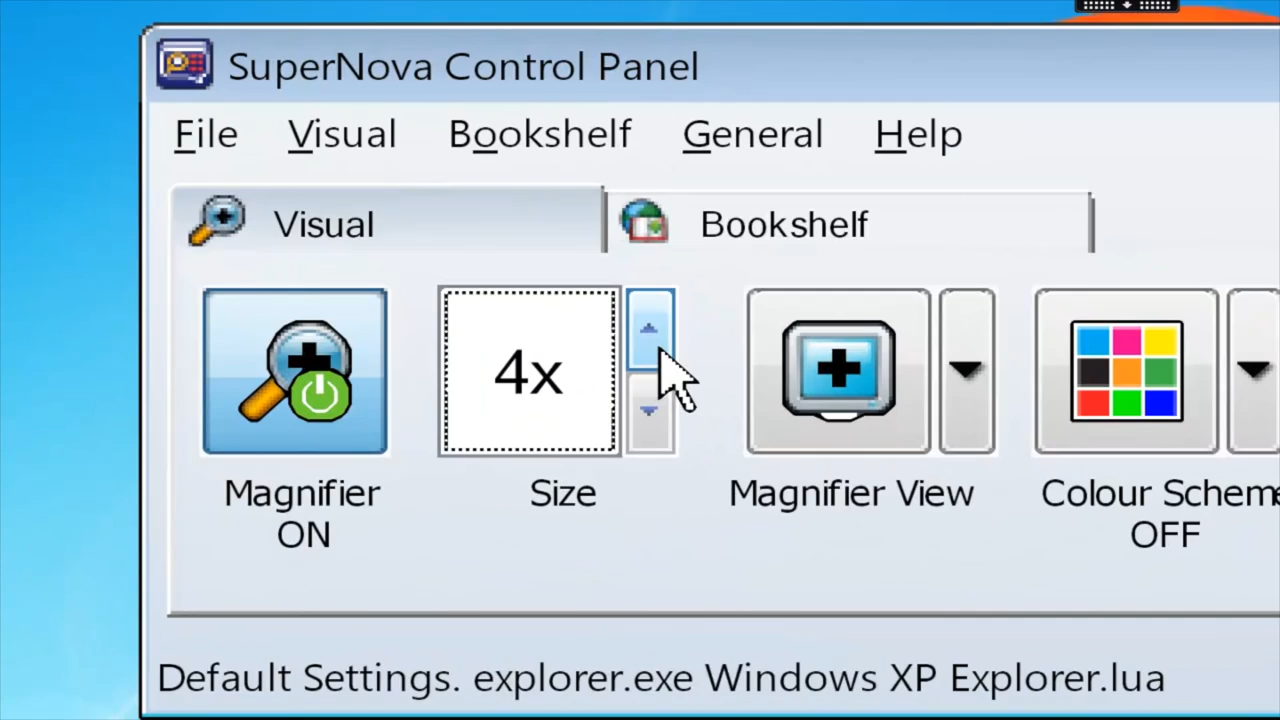 SuperNova Control Panel
File Visual Bookshelf General Help
Visual Bookshelf
4x
Magnifier ON
Size
Magnifier View
Colour Scheme OFF
Default Settings. explorer.exe Windows XP Explorer.lua